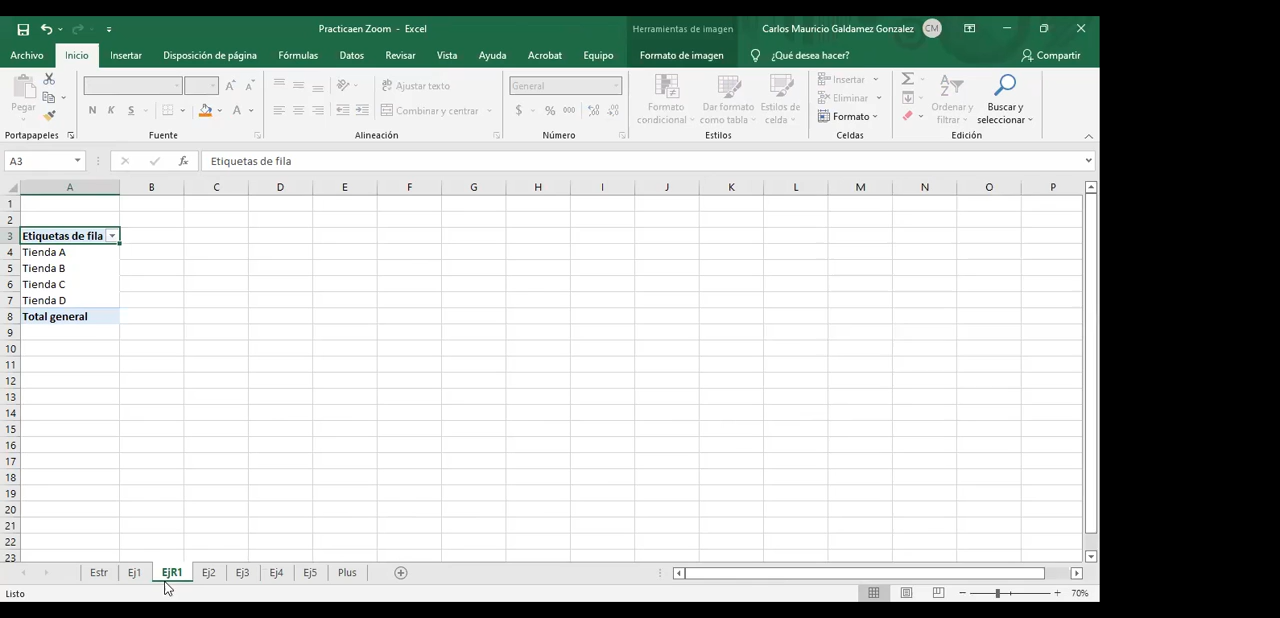 Practicaen Zoom - Excel
Herramientas de imagen
Carlos Mauricio Galdamez Gonzalez
CM
Archivo Inicio Insertar Disposición de página Fórmulas Datos Revisar Vista Ayuda Acrobat Equipo Formato de imagen ¿Qué desea hacer? Compartir
Pegar
N K S
A
Ajustar texto
Combinar y centrar
General
$ % 000
Formato condicional
Dar formato como tabla
Estilos de celda
Insertar
Eliminar
Formato
Ordenar y filtrar
Buscar y seleccionar
Portapapeles Fuente Alineación Número Estilos Celdas Edición
A3 fx Etiquetas de fila
A B C D E F G H I J K L M N O P
1
2
3 Etiquetas de fila
4 Tienda A
5 Tienda B
6 Tienda C
7 Tienda D
8 Total general
9
10
11
12
13
14
15
16
17
18
19
20
21
22
23
Estr Ej1 EjR1 Ej2 Ej3 Ej4 Ej5 Plus
Listo
70%